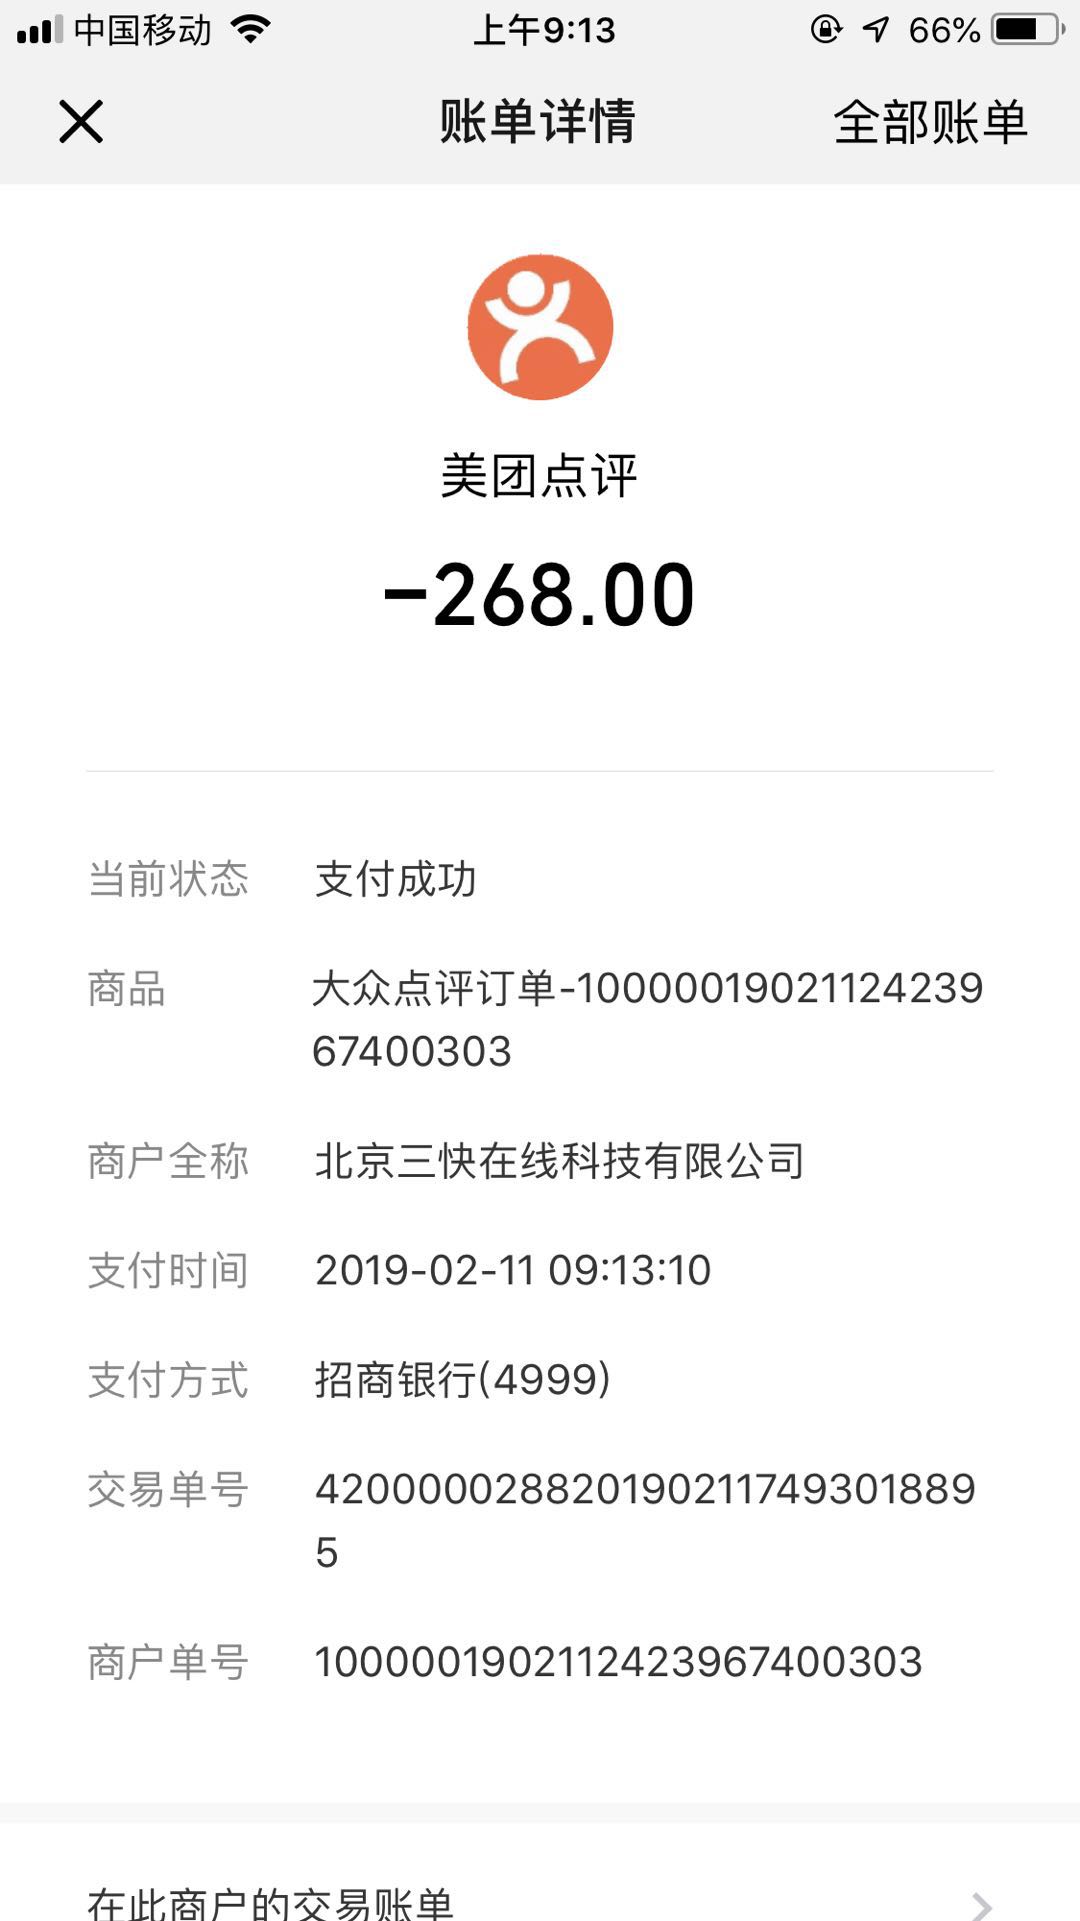 中国移动
上午9:13
66%
账单详情
全部账单
美团点评
-268.00
当前状态 支付成功
商品 大众点评订单-10000019021124239
67400303
商户全称 北京三快在线科技有限公司
支付时间 2019-02-11 09:13:10
支付方式 招商银行(4999)
交易单号 420000028820190211749301889
5
商户单号 1000001902112423967400303
在此商户的交易账单